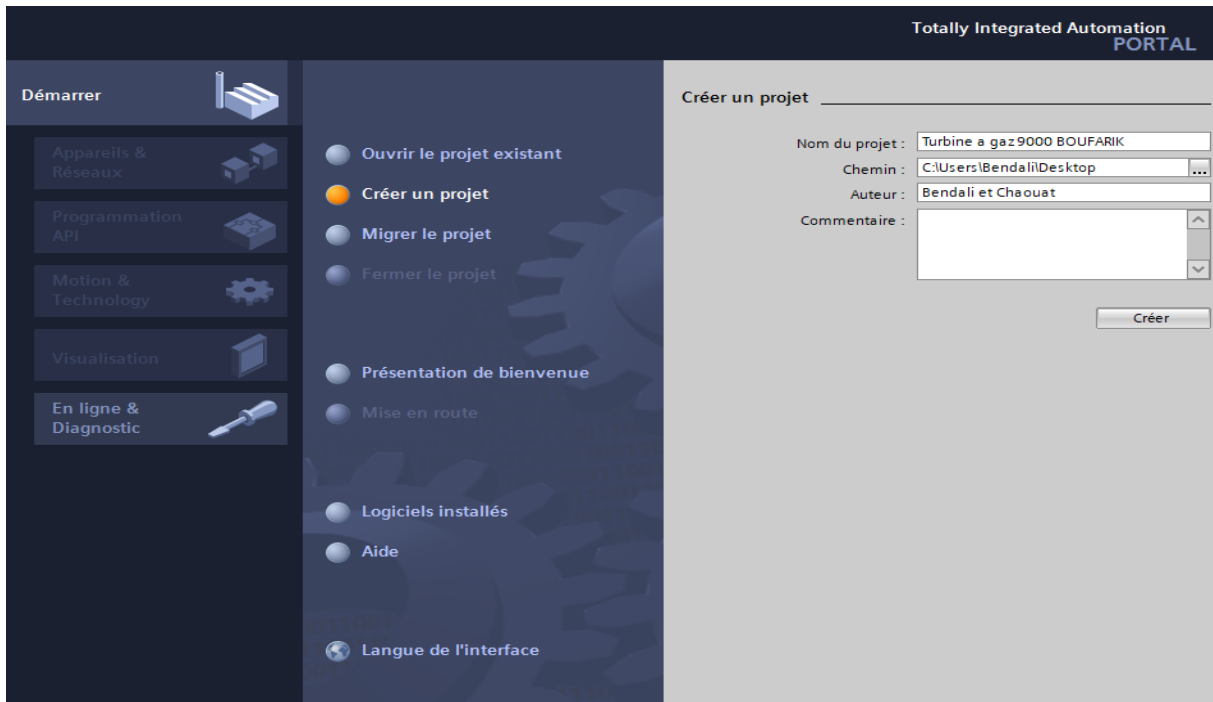 Totally Integrated Automation
PORTAL
Démarrer
Appareils &
Réseaux
Programmation
API
Motion &
Technology
Visualisation
En ligne &
Diagnostic
Ouvrir le projet existant
Créer un projet
Migrer le projet
Fermer le projet
Présentation de bienvenue
Mise en route
Logiciels installés
Aide
Langue de l'interface
Créer un projet
Nom du projet : Turbine a gaz 9000 BOUFARIK
Chemin : C:\Users\Bendali\Desktop ...
Auteur : Bendali et Chaouat
Commentaire :
Créer